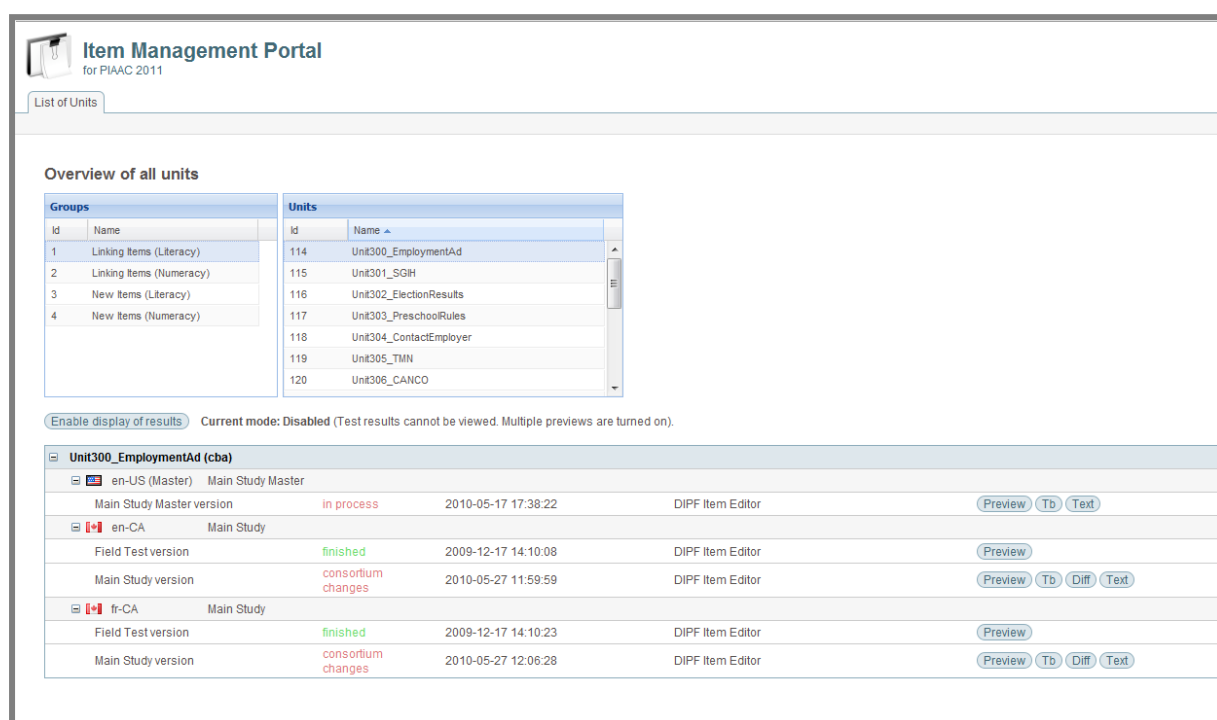 Item Management Portal
for PIAAC 2011
List of Units
Overview of all units
Groups
Id Name
1 Linking Items (Literacy)
2 Linking Items (Numeracy)
3 New Items (Literacy)
4 New Items (Numeracy)
Units
Id Name
114 Unit300_EmploymentAd
115 Unit301_SGIH
116 Unit302_ElectionResults
117 Unit303_PreschoolRules
118 Unit304_ContactEmployer
119 Unit305_TMN
120 Unit306_CANCO
Enable display of results Current mode: Disabled (Test results cannot be viewed. Multiple previews are turned on).
Unit300_EmploymentAd (cba)
en-US (Master) Main Study Master
Main Study Master version in process 2010-05-17 17:38:22 DIPF Item Editor Preview Tb Text
en-CA Main Study
Field Test version finished 2009-12-17 14:10:08 DIPF Item Editor Preview
Main Study version consortium changes 2010-05-27 11:59:59 DIPF Item Editor Preview Tb Diff Text
fr-CA Main Study
Field Test version finished 2009-12-17 14:10:23 DIPF Item Editor Preview
Main Study version consortium changes 2010-05-27 12:06:28 DIPF Item Editor Preview Tb Diff Text